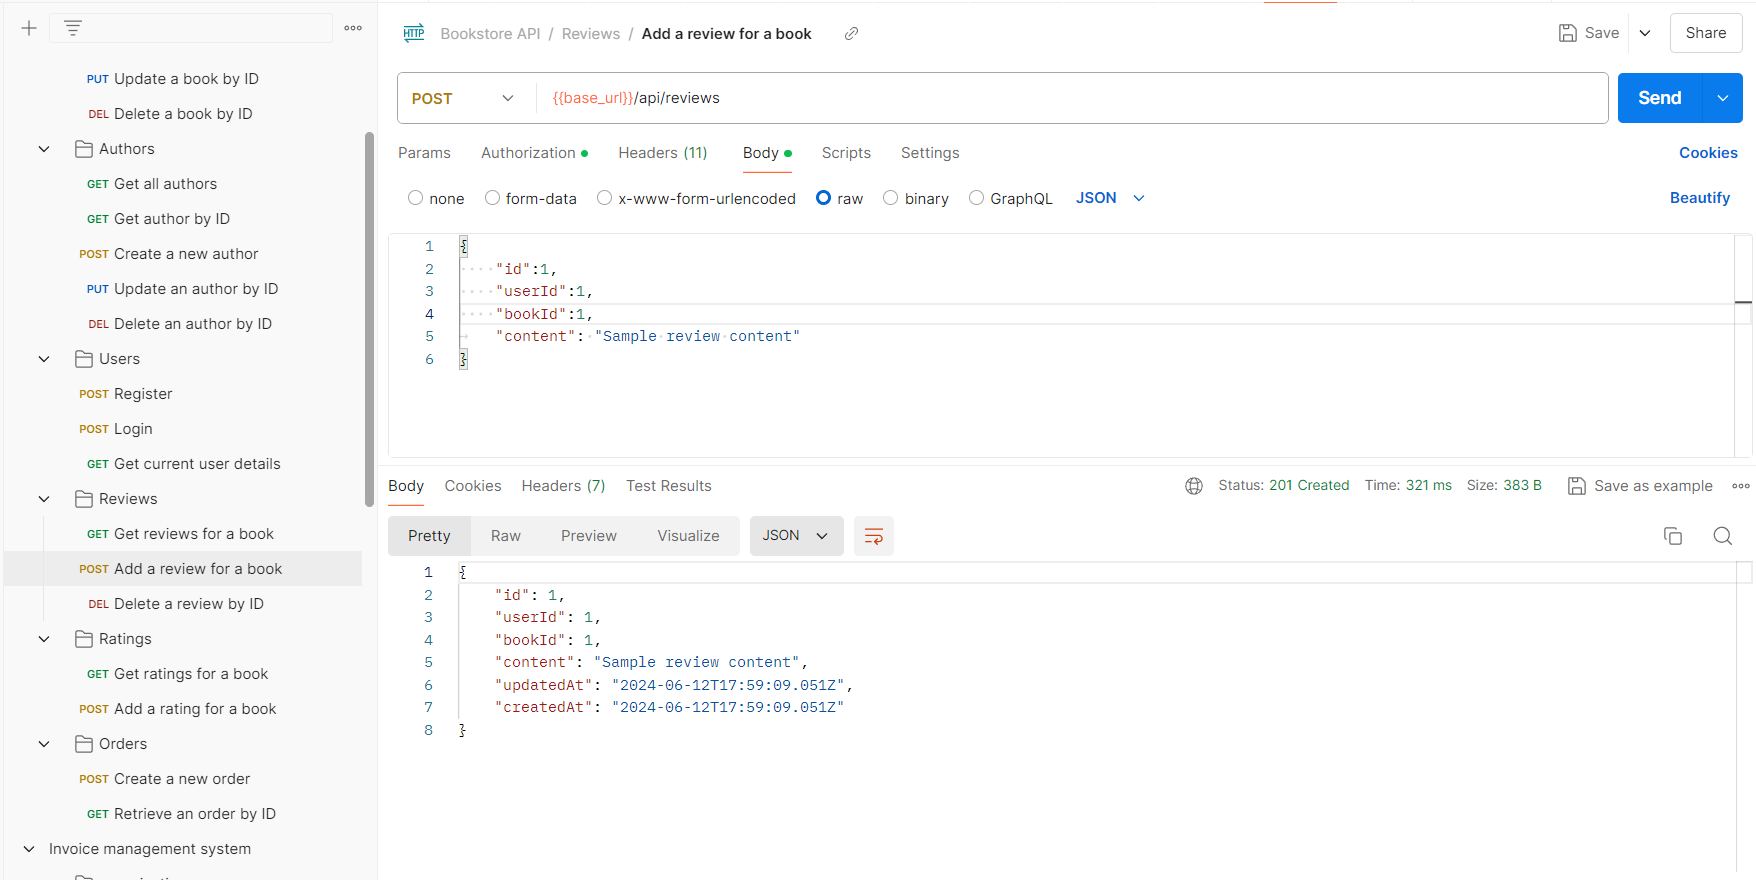 Update a book by ID
PUT
Delete a book by ID
DEL
Authors
GET Get all authors
GET Get author by ID
POST Create a new author
PUT Update an author by ID
DEL Delete an author by ID
Users
POST Register
POST Login
GET Get current user details
Reviews
GET Get reviews for a book
POST Add a review for a book
DEL Delete a review by ID
Ratings
GET Get ratings for a book
POST Add a rating for a book
Orders
POST Create a new order
GET Retrieve an order by ID
Invoice management system
HTTP Bookstore API / Reviews / Add a review for a book
Save
Share
POST {{base_url}}/api/reviews
Send
Params Authorization Headers (11) Body Scripts Settings
Cookies
none form-data x-www-form-urlencoded raw binary GraphQL JSON
Beautify
1 {
2 "id":1,
3 "userId":1,
4 "bookId":1,
5 "content": "Sample review content"
6 }
Body Cookies Headers (7) Test Results
Status: 201 Created Time: 321 ms Size: 383 B Save as example
Pretty Raw Preview Visualize JSON
1 {
2 "id": 1,
3 "userId": 1,
4 "bookId": 1,
5 "content": "Sample review content",
6 "updatedAt": "2024-06-12T17:59:09.051Z",
7 "createdAt": "2024-06-12T17:59:09.051Z"
8 }